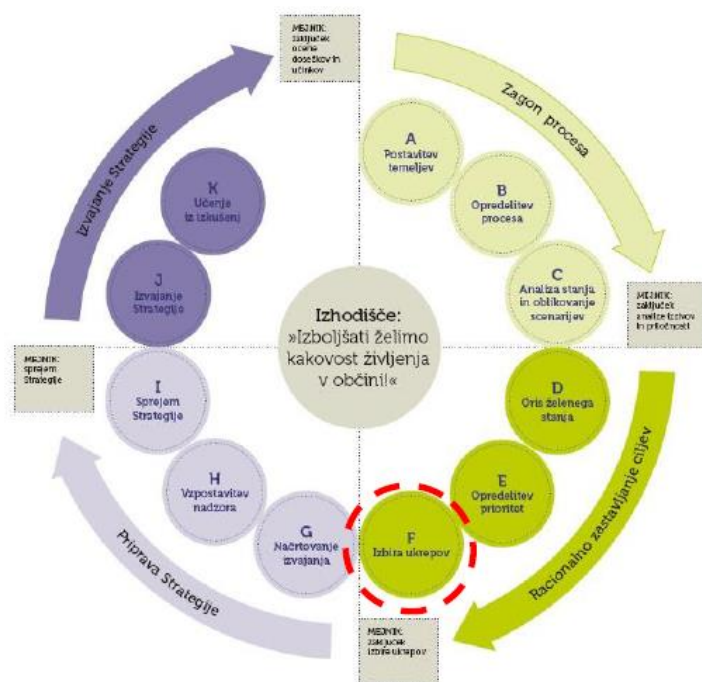 MEJNIK:
zaključek
ocene
dosežkov in
učinkov
Zagon procesa
A
Postavitev
temeljev
B
Opredelitev
procesa
C
Analiza stanja
in oblikovanje
scenarijev
MEJNIK:
zaključek
analize izzivov
in priložnosti
D
Oris želenega
stanja
E
Opredelitev
prioritet
F
Izbira ukrepov
Racionalno zastavljanje ciljev
MEJNIK:
zaključek
izbire ukrepov
G
Načrtovanje
izvajanja
H
Vzpostavitev
nadzora
I
Sprejem
Strategije
Priprava Strategije
MEJNIK:
sprejem
Strategije
J
Izvajanje
Strategije
K
Učenje
iz izkušenj
Izvajanje Strategije
Izhodišče:
»Izboljšati želimo
kakovost življenja
v občini!«